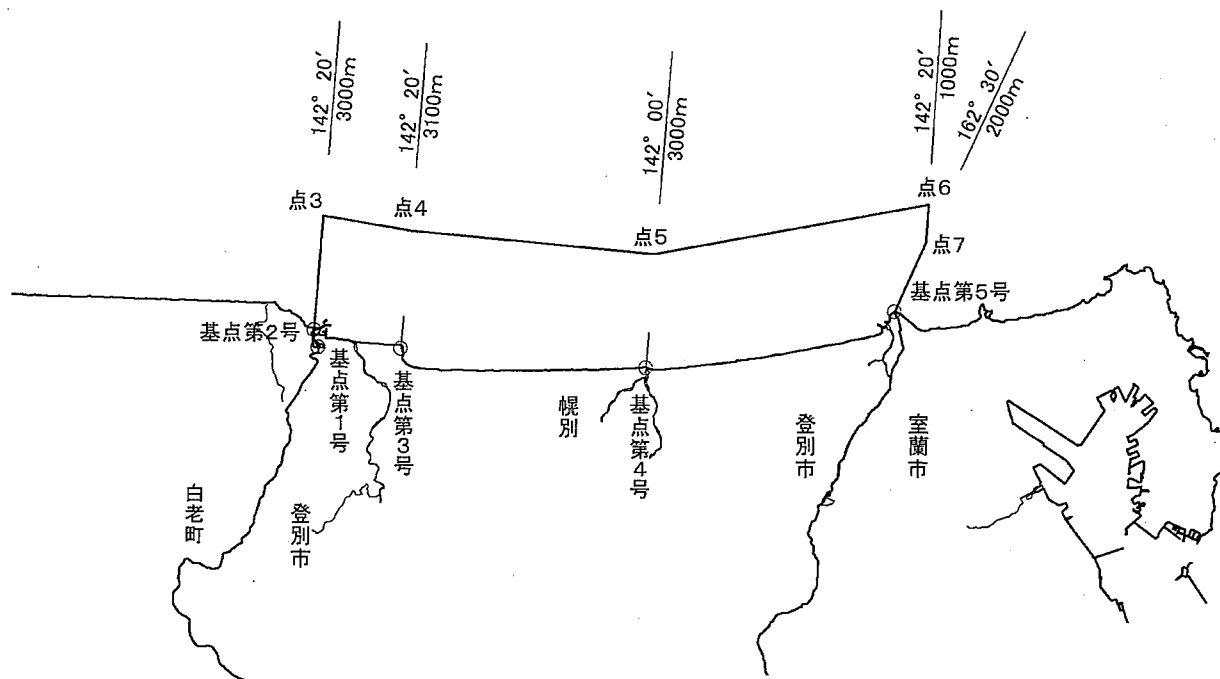 142° 20′
3000m
142° 20′
3100m
142° 00′
3000m
142° 20′
1000m
162° 30′
2000m
点3
点4
点5
点6
点7
基点第2号
基点第1号
基点第3号
基点第4号
基点第5号
幌別
登別市
室蘭市
白老町
登別市